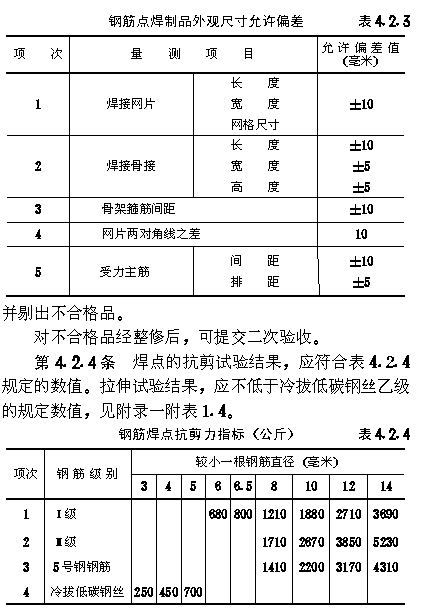 钢筋点焊制品外观尺寸允许偏差 表4.2.3
项 次 量 测 项 目 允许偏差值(毫米)
1 焊接网片 长 度 ±10
宽 度
网格尺寸
2 焊接骨接 长 度 ±10
宽 度 ±5
高 度 ±5
3 骨架箍筋间距 ±10
4 网片两对角线之差 10
5 受力主筋 间 距 ±10
排 距 ±5
并剔出不合格品。
对不合格品经整修后，可提交二次验收。
第4.2.4条 焊点的抗剪试验结果，应符合表4.2.4
规定的数值。拉伸试验结果，应不低于冷拔低碳钢丝乙级
的规定数值，见附录一附表1.4。
钢筋焊点抗剪力指标（公斤） 表4.2.4
项次 钢筋级别 较小一根钢筋直径（毫米）
3 4 5 6 6.5 8 10 12 14
1 Ⅰ级 680 800 1210 1880 2710 3690
2 Ⅱ级 1710 2670 3850 5230
3 5号钢钢筋 1410 2200 3170 4310
4 冷拔低碳钢丝 250 450 700